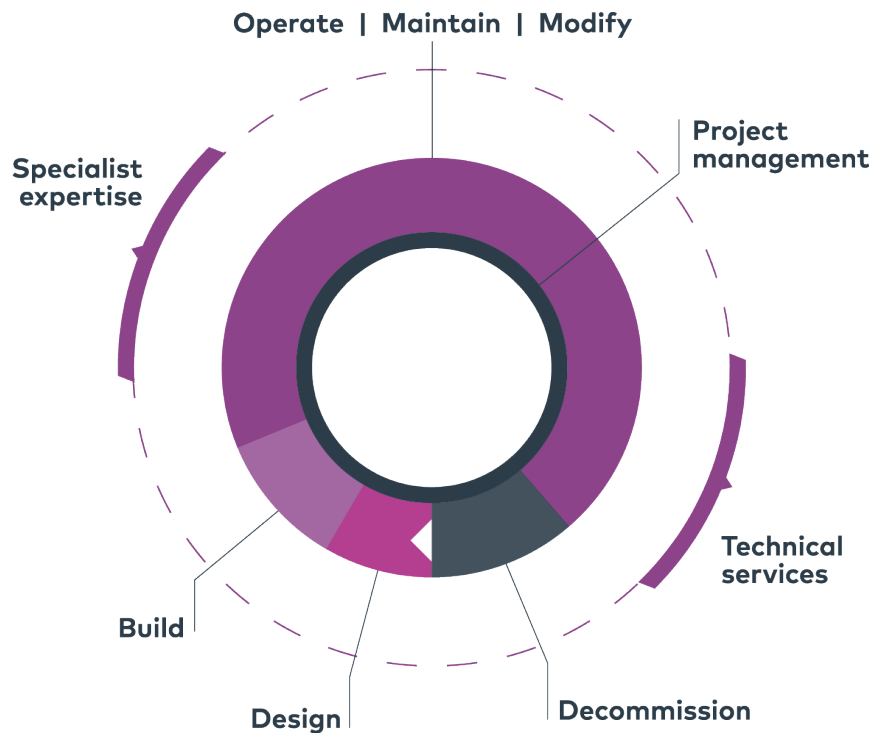 Operate | Maintain | Modify
Project
management
Specialist
expertise
Technical
services
Build
Design
Decommission